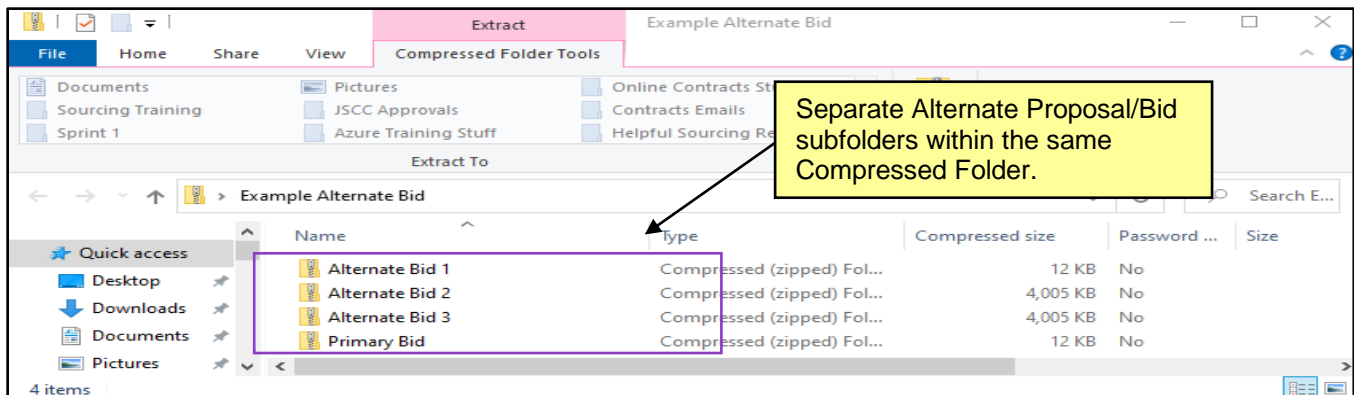 Extract
Example Alternate Bid
File Home Share View Compressed Folder Tools
Documents Pictures Online Contracts
Sourcing Training JSCC Approvals Contracts Emails
Sprint 1 Azure Training Stuff Helpful Sourcing
Extract To
Separate Alternate Proposal/Bid
subfolders within the same
Compressed Folder.
Example Alternate Bid Search E...
Name Type Compressed size Password ... Size
Quick access
Alternate Bid 1 Compressed (zipped) Fol... 12 KB No
Desktop
Alternate Bid 2 Compressed (zipped) Fol... 4,005 KB No
Downloads
Alternate Bid 3 Compressed (zipped) Fol... 4,005 KB No
Documents
Primary Bid Compressed (zipped) Fol... 12 KB No
Pictures
4 items